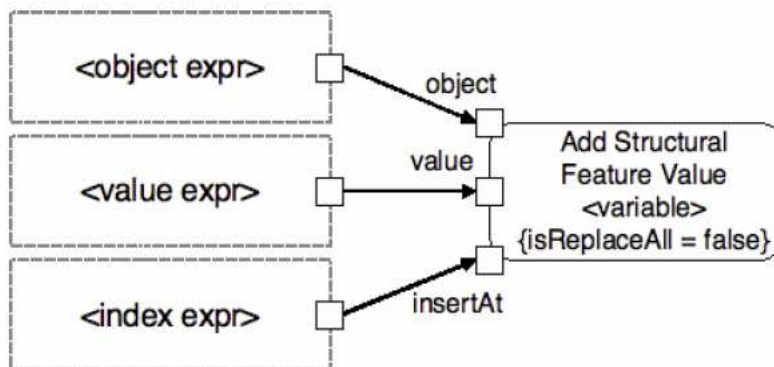 <object expr>
object
<value expr>
value
<index expr>
insertAt
Add Structural
Feature Value
<variable>
{isReplaceAll = false}